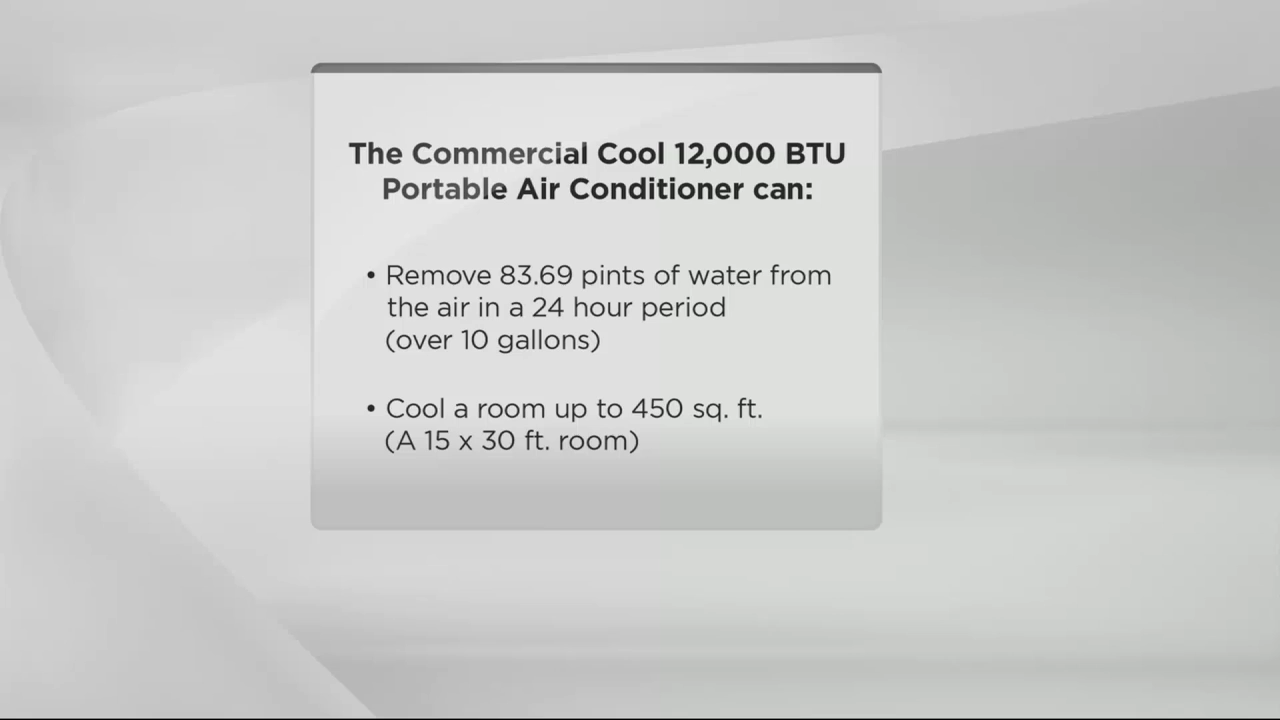 The Commercial Cool 12,000 BTU
Portable Air Conditioner can:
• Remove 83.69 pints of water from
the air in a 24 hour period
(over 10 gallons)
• Cool a room up to 450 sq. ft.
(A 15 x 30 ft. room)